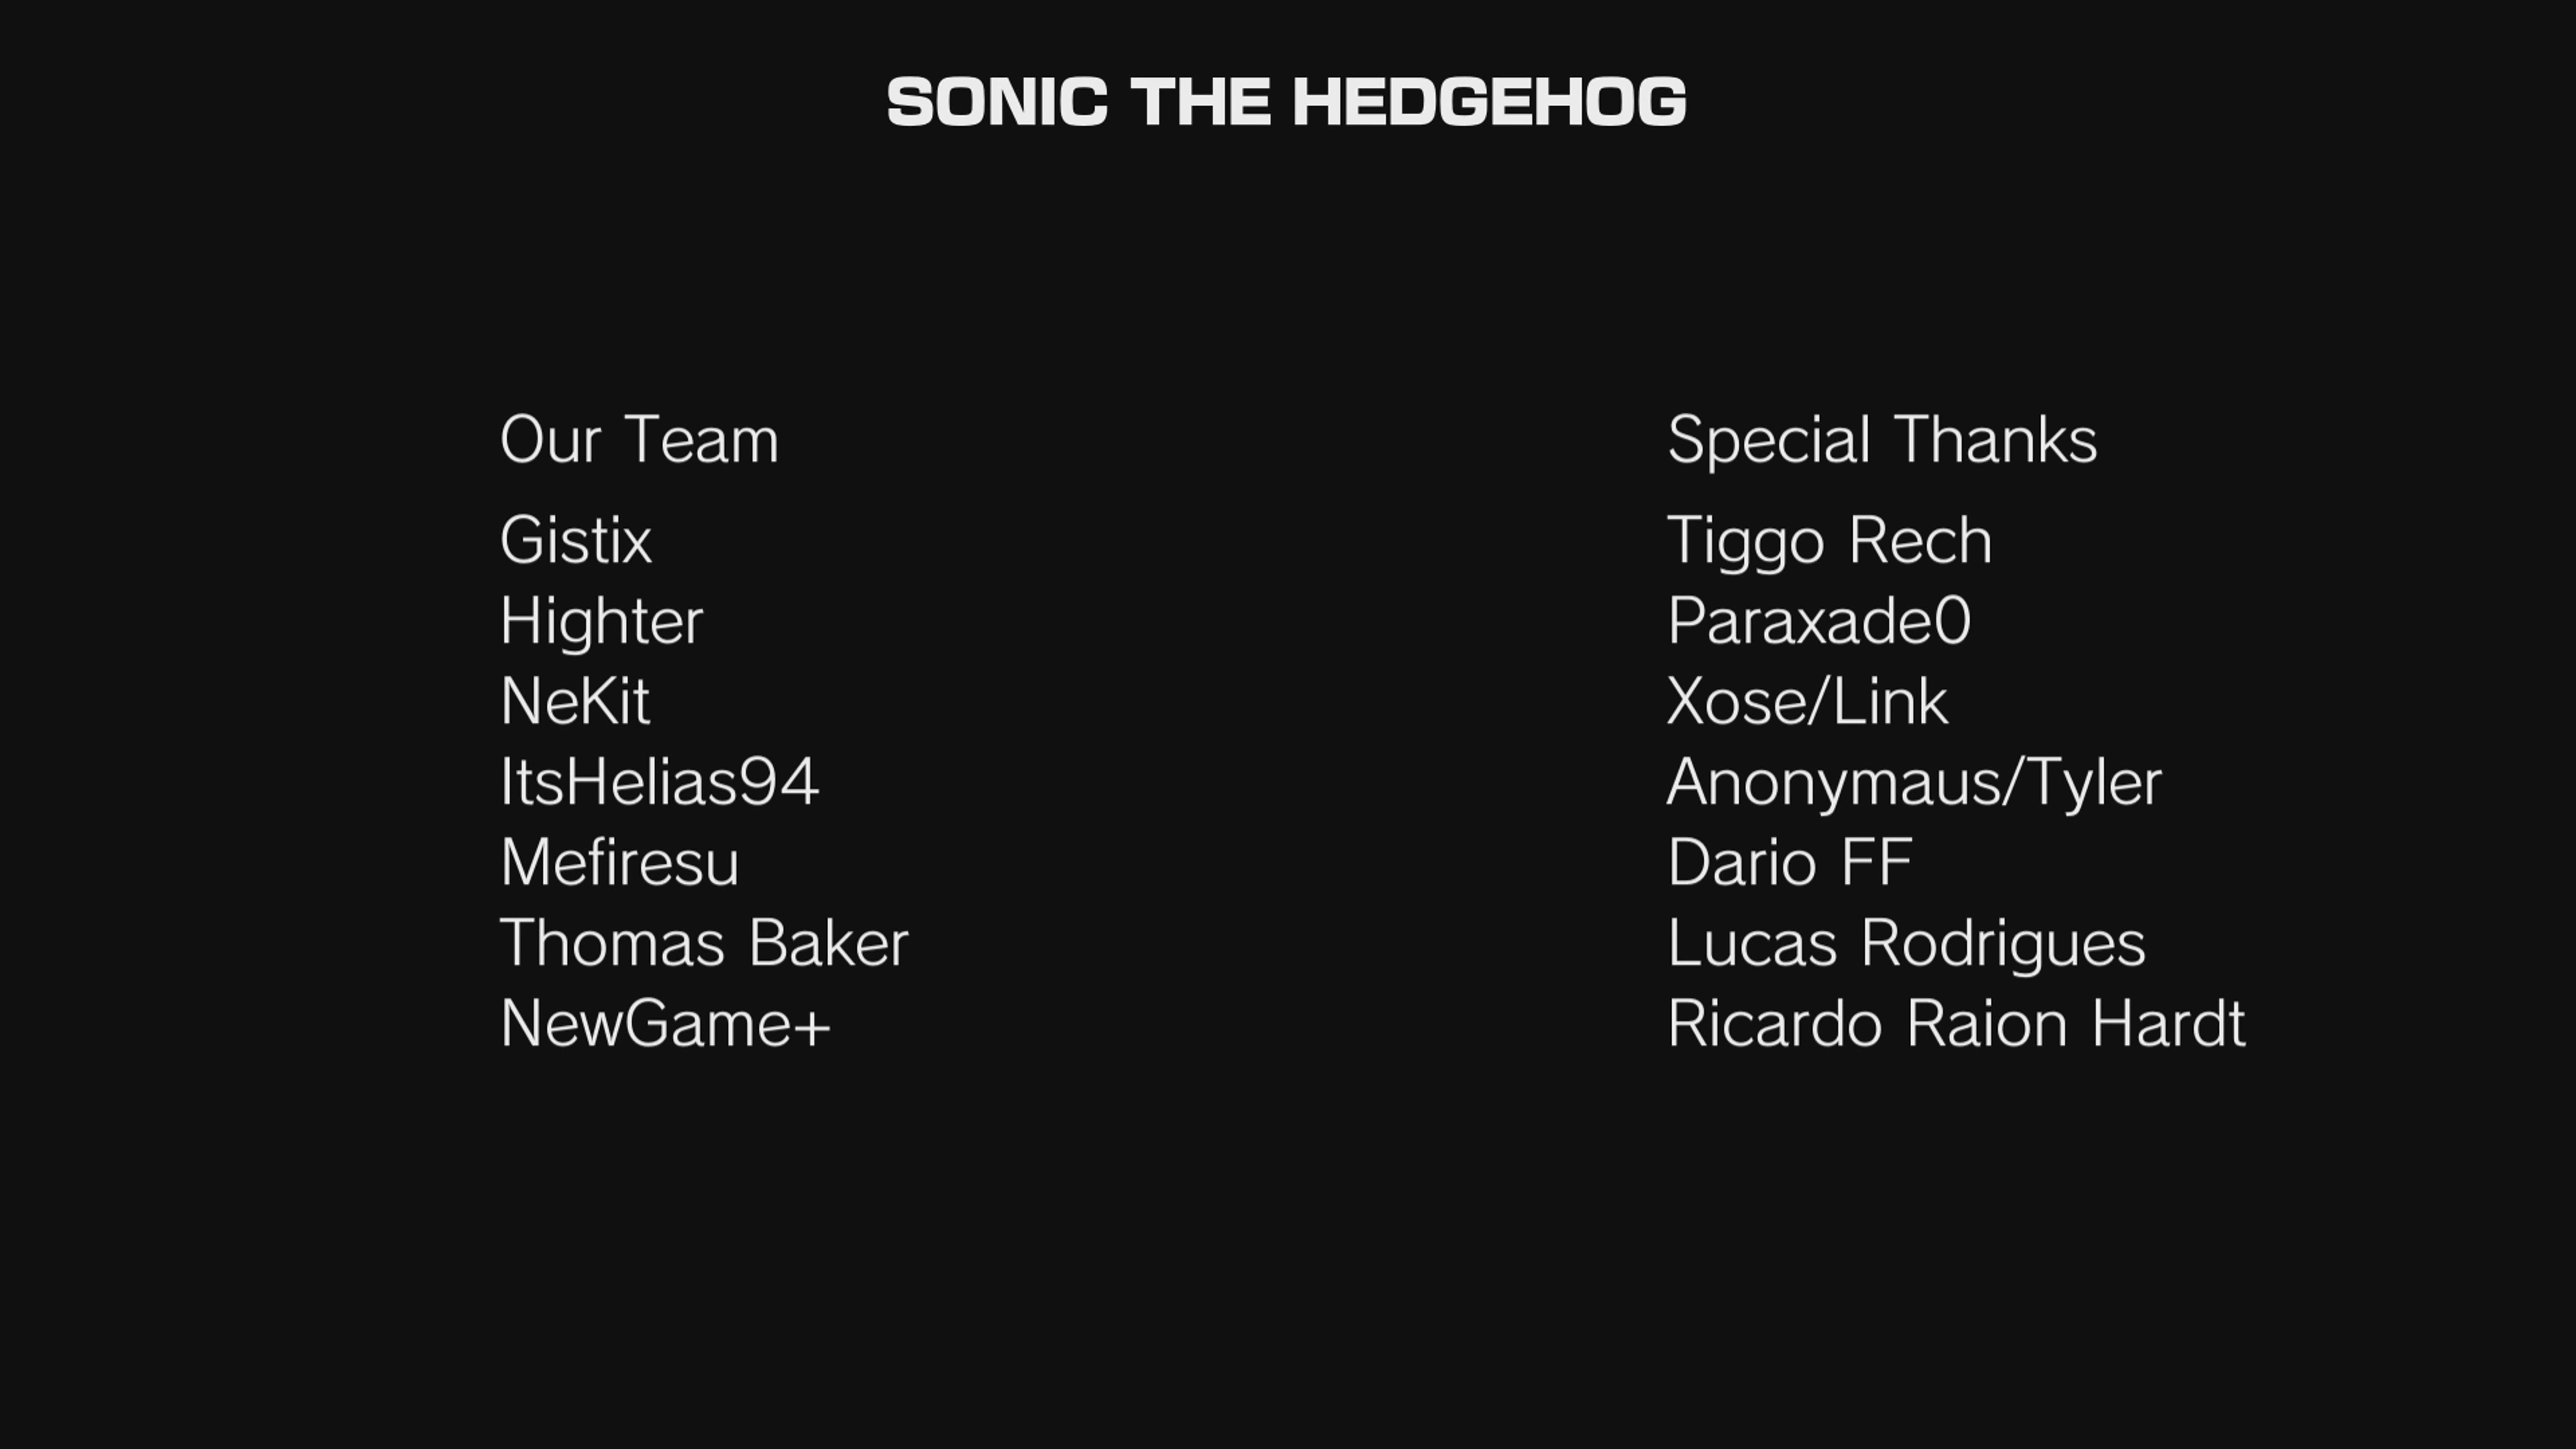 SONIC THE HEDGEHOG
Our Team
Gistix
Highter
NeKit
ItsHelias94
Mefiresu
Thomas Baker
NewGame+
Special Thanks
Tiggo Rech
Paraxade0
Xose/Link
Anonymaus/Tyler
Dario FF
Lucas Rodrigues
Ricardo Raion Hardt